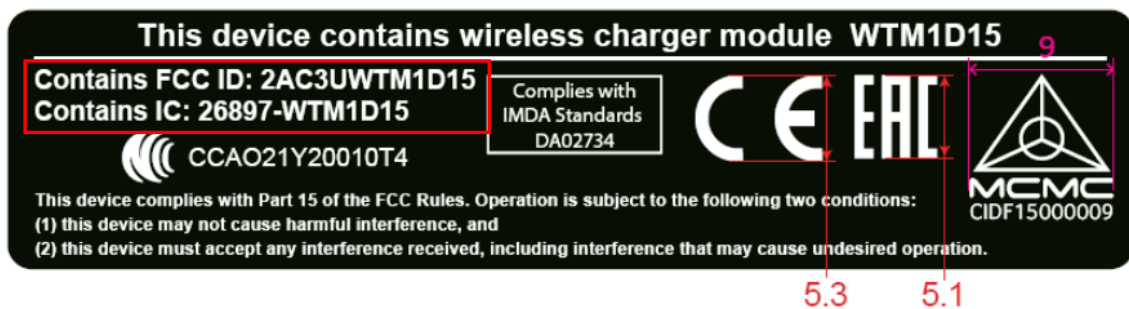 This device contains wireless charger module WTM1D15
9
Contains FCC ID: 2AC3UWTM1D15
Contains IC: 26897-WTM1D15
Complies with
IMDA Standards
DA02734
CE
EAC
CCAO21Y20010T4
MCMC
CIDF15000009
This device complies with Part 15 of the FCC Rules. Operation is subject to the following two conditions:
(1) this device may not cause harmful interference, and
(2) this device must accept any interference received, including interference that may cause undesired operation.
5.3
5.1